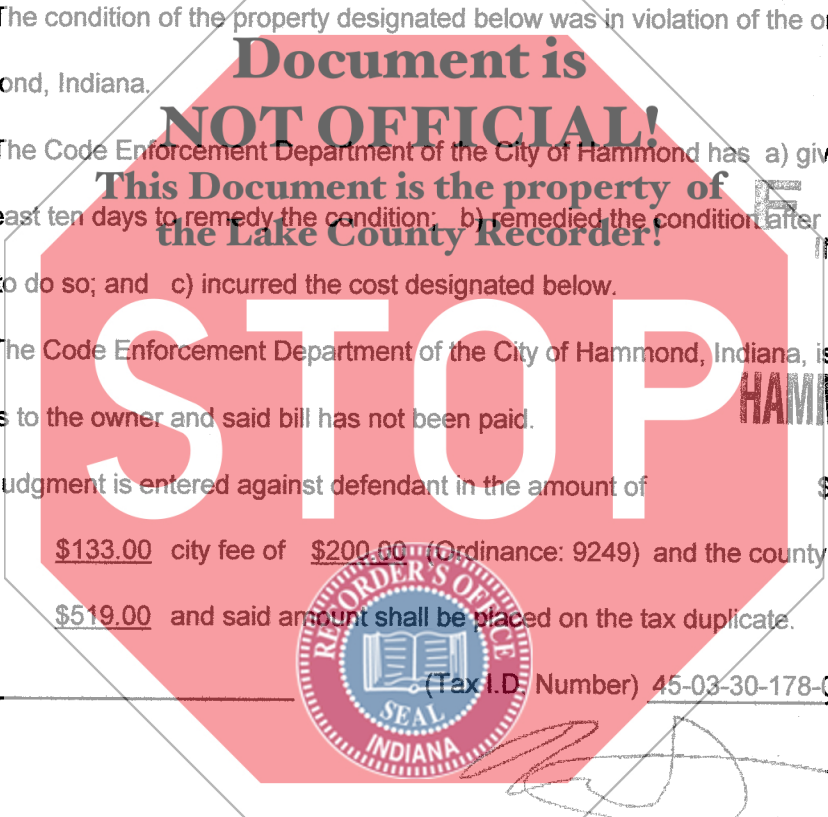 The condition of the property designated below was in violation of the or
Document is
ond, Indiana.
NOT OFFICIAL!
The Code Enforcement Department of the City of Hammond has a) giv
This Document is the property of
east ten days to remedy the condition; b) remedied the condition after
the Lake County Recorder!
to do so; and c) incurred the cost designated below.
STOP
The Code Enforcement Department of the City of Hammond, Indiana, is
HAMM
s to the owner and said bill has not been paid.
udgment is entered against defendant in the amount of $
$133.00 city fee of $200.00 (Ordinance: 9249) and the county
$519.00 and said amount shall be placed on the tax duplicate.
RECORDER'S OFFICE
(Tax I.D. Number) 45-03-30-178-0
SEAL
INDIANA